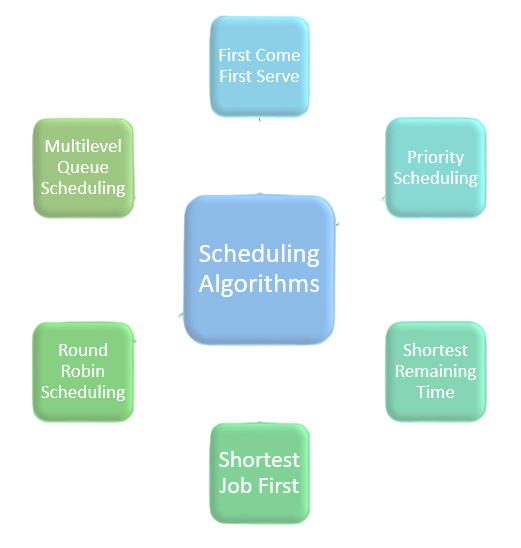 First Come
First Serve
Multilevel
Queue
Scheduling
Priority
Scheduling
Scheduling
Algorithms
Round
Robin
Scheduling
Shortest
Remaining
Time
Shortest
Job First